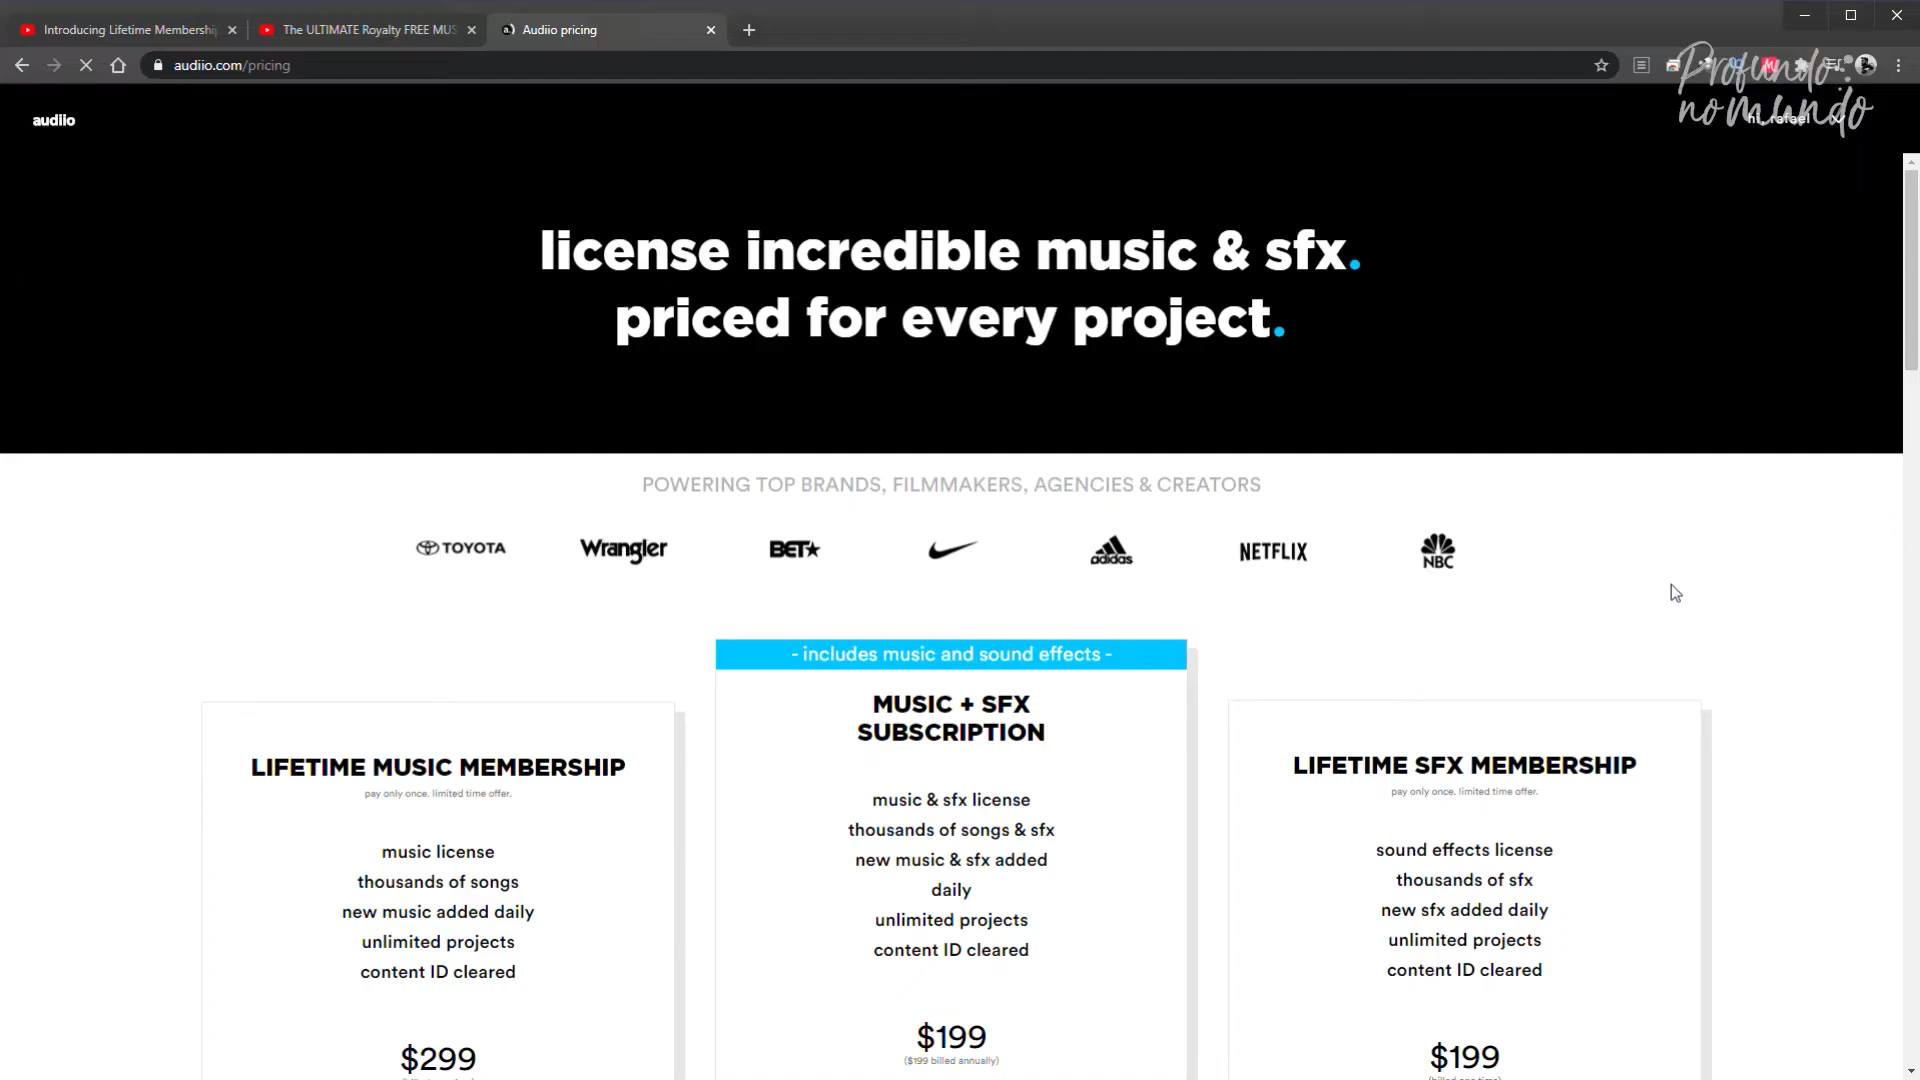 Introducing Lifetime Membershi
The ULTIMATE Royalty FREE MUS
Audiio pricing
audiio.com/pricing
Profundo
no mundo
audiio
hi, rafael
license incredible music & sfx.
priced for every project.
POWERING TOP BRANDS, FILMMAKERS, AGENCIES & CREATORS
TOYOTA
Wrangler
BET★
adidas
NETFLIX
NBC
- includes music and sound effects -
MUSIC + SFX
SUBSCRIPTION
music & sfx license
thousands of songs & sfx
new music & sfx added
daily
unlimited projects
content ID cleared
$199
($199 billed annually)
LIFETIME MUSIC MEMBERSHIP
pay only once. limited time offer.
music license
thousands of songs
new music added daily
unlimited projects
content ID cleared
$299
LIFETIME SFX MEMBERSHIP
pay only once. limited time offer.
sound effects license
thousands of sfx
new sfx added daily
unlimited projects
content ID cleared
$199